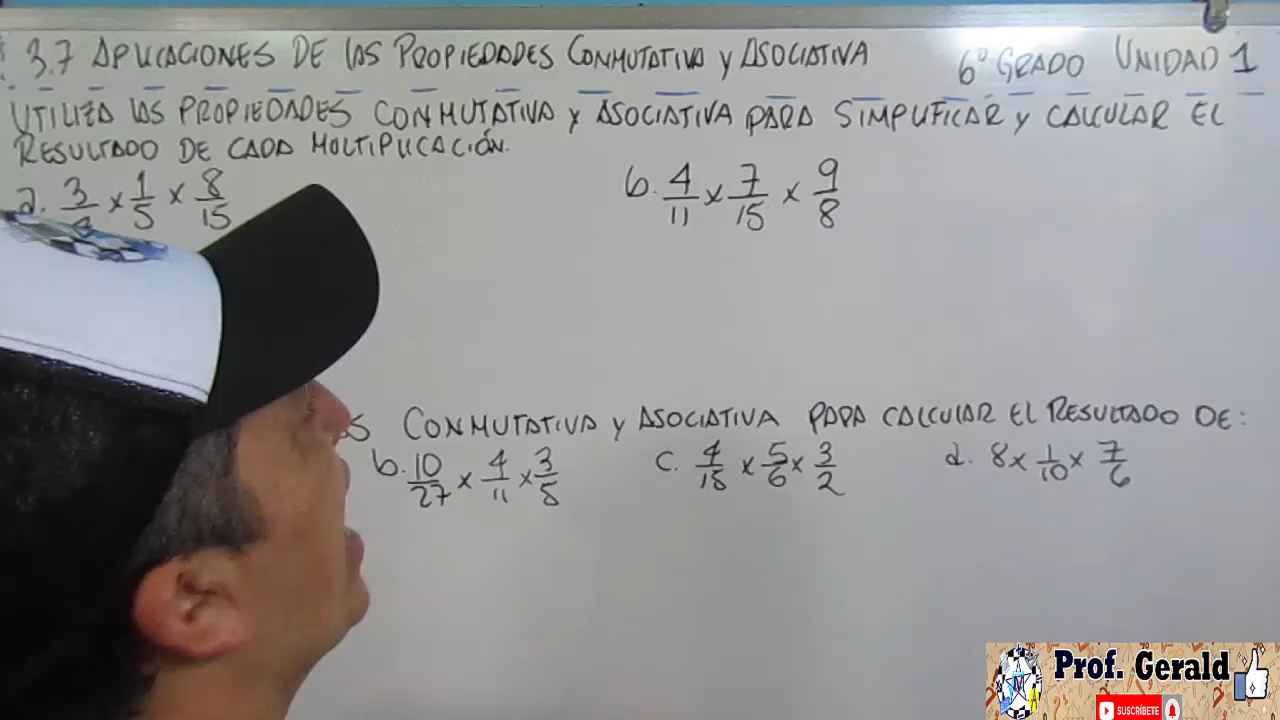 3.7 APLICACIONES DE LAS PROPIEDADES CONMUTATIVA Y ASOCIATIVA 6º GRADO UNIDAD 1
UTILIZA LAS PROPIEDADES CONMUTATIVA Y ASOCIATIVA PARA SIMPLIFICAR Y CALCULAR EL
RESULTADO DE CADA MULTIPLICACIÓN.
a. 3/ × 1/5 × 8/15 b. 4/11 × 7/15 × 9/8
CONMUTATIVA Y ASOCIATIVA PARA CALCULAR EL RESULTADO DE:
b. 10/27 × 4/11 × 3/8 c. 4/15 × 5/6 × 3/2 d. 8 × 1/10 × 7/6
Prof. Gerald
SUSCRÍBETE